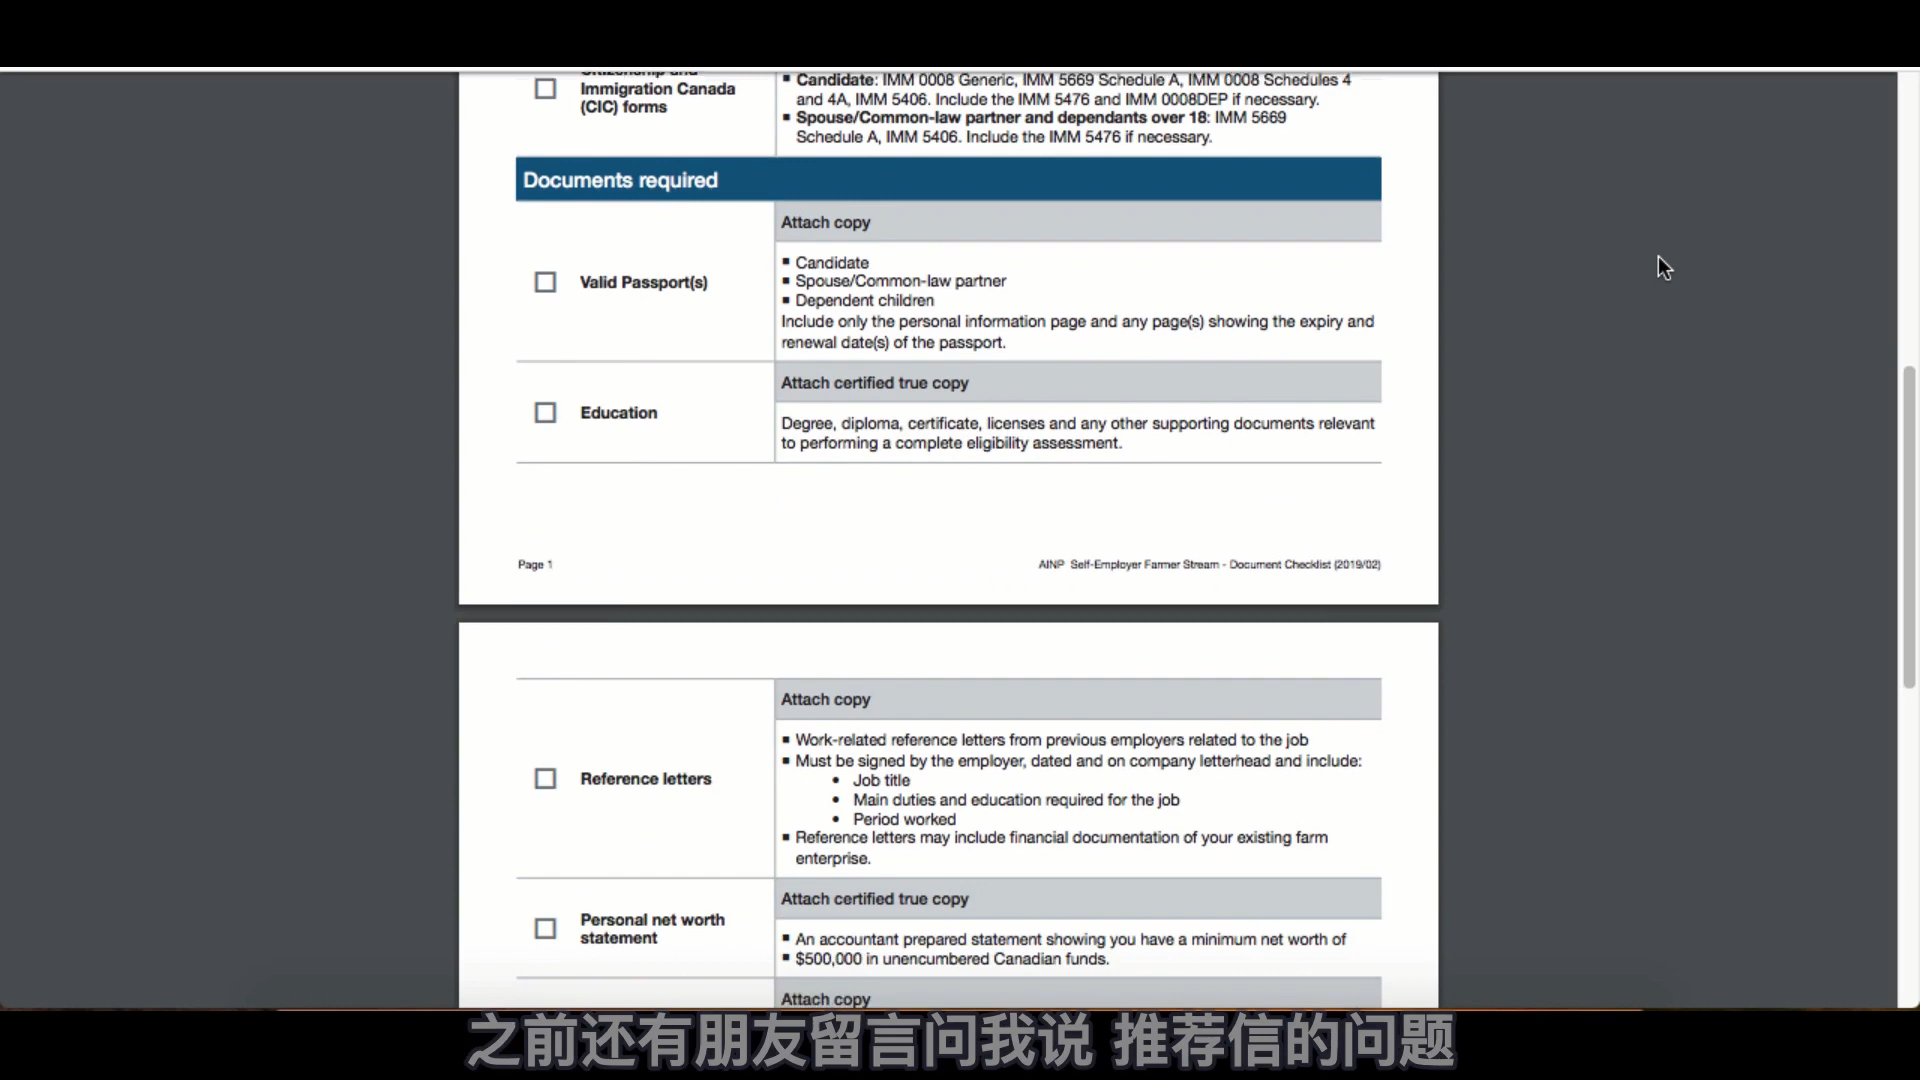 Citizenship and
Immigration Canada
(CIC) forms
▪ Candidate: IMM 0008 Generic, IMM 5669 Schedule A, IMM 0008 Schedules 4
and 4A, IMM 5406. Include the IMM 5476 and IMM 0008DEP if necessary.
▪ Spouse/Common-law partner and dependants over 18: IMM 5669
Schedule A, IMM 5406. Include the IMM 5476 if necessary.
Documents required
Attach copy
Valid Passport(s)
▪ Candidate
▪ Spouse/Common-law partner
▪ Dependent children
Include only the personal information page and any page(s) showing the expiry and
renewal date(s) of the passport.
Attach certified true copy
Education
Degree, diploma, certificate, licenses and any other supporting documents relevant
to performing a complete eligibility assessment.
Page 1
AINP Self-Employer Farmer Stream - Document Checklist (2019/02)
Attach copy
Reference letters
▪ Work-related reference letters from previous employers related to the job
▪ Must be signed by the employer, dated and on company letterhead and include:
• Job title
• Main duties and education required for the job
• Period worked
▪ Reference letters may include financial documentation of your existing farm
enterprise.
Attach certified true copy
Personal net worth
statement
▪ An accountant prepared statement showing you have a minimum net worth of
▪ $500,000 in unencumbered Canadian funds.
Attach copy
之前还有朋友留言问我说 推荐信的问题